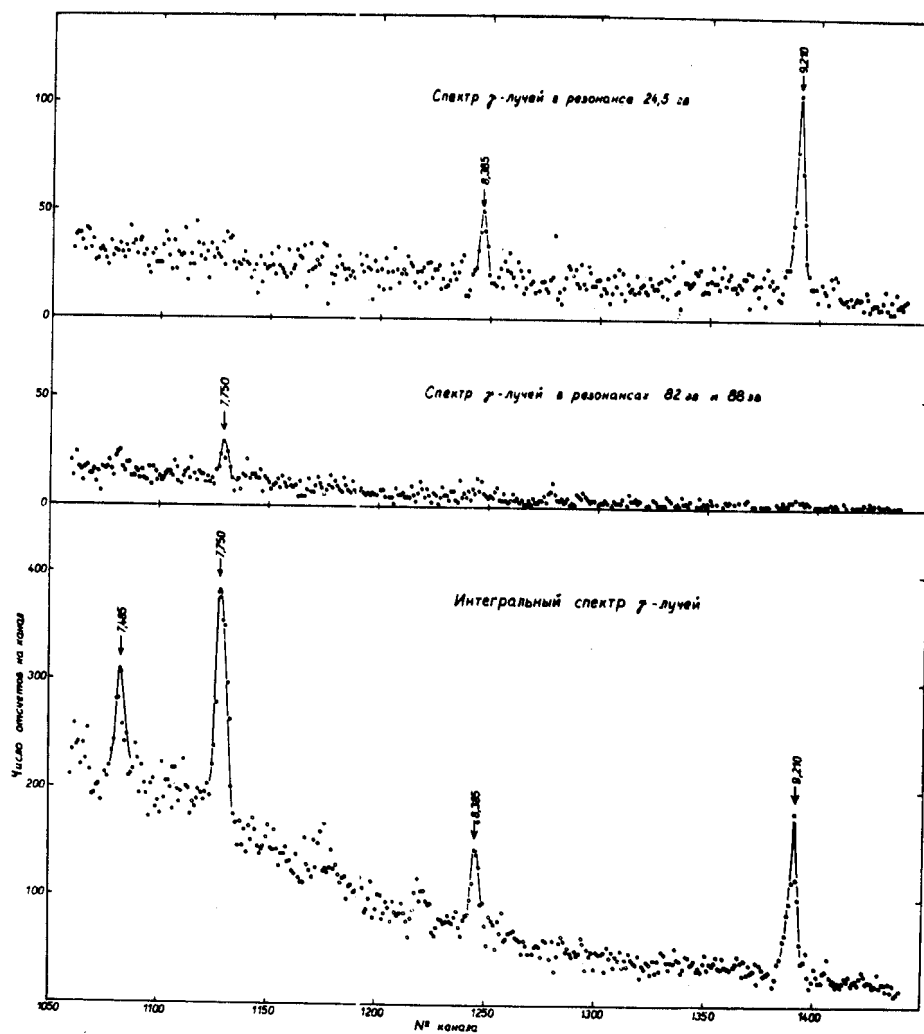 100
50
0
Спектр γ-лучей в резонансе 24,5 эв
8,385
9,210
50
0
Спектр γ-лучей в резонансах 82 эв и 88 эв
7,750
400
300
200
100
Число отсчетов на канал
Интегральный спектр γ-лучей
7,485
7,750
8,385
9,210
1050 1100 1150 1200 1250 1300 1350 1400
№ канала